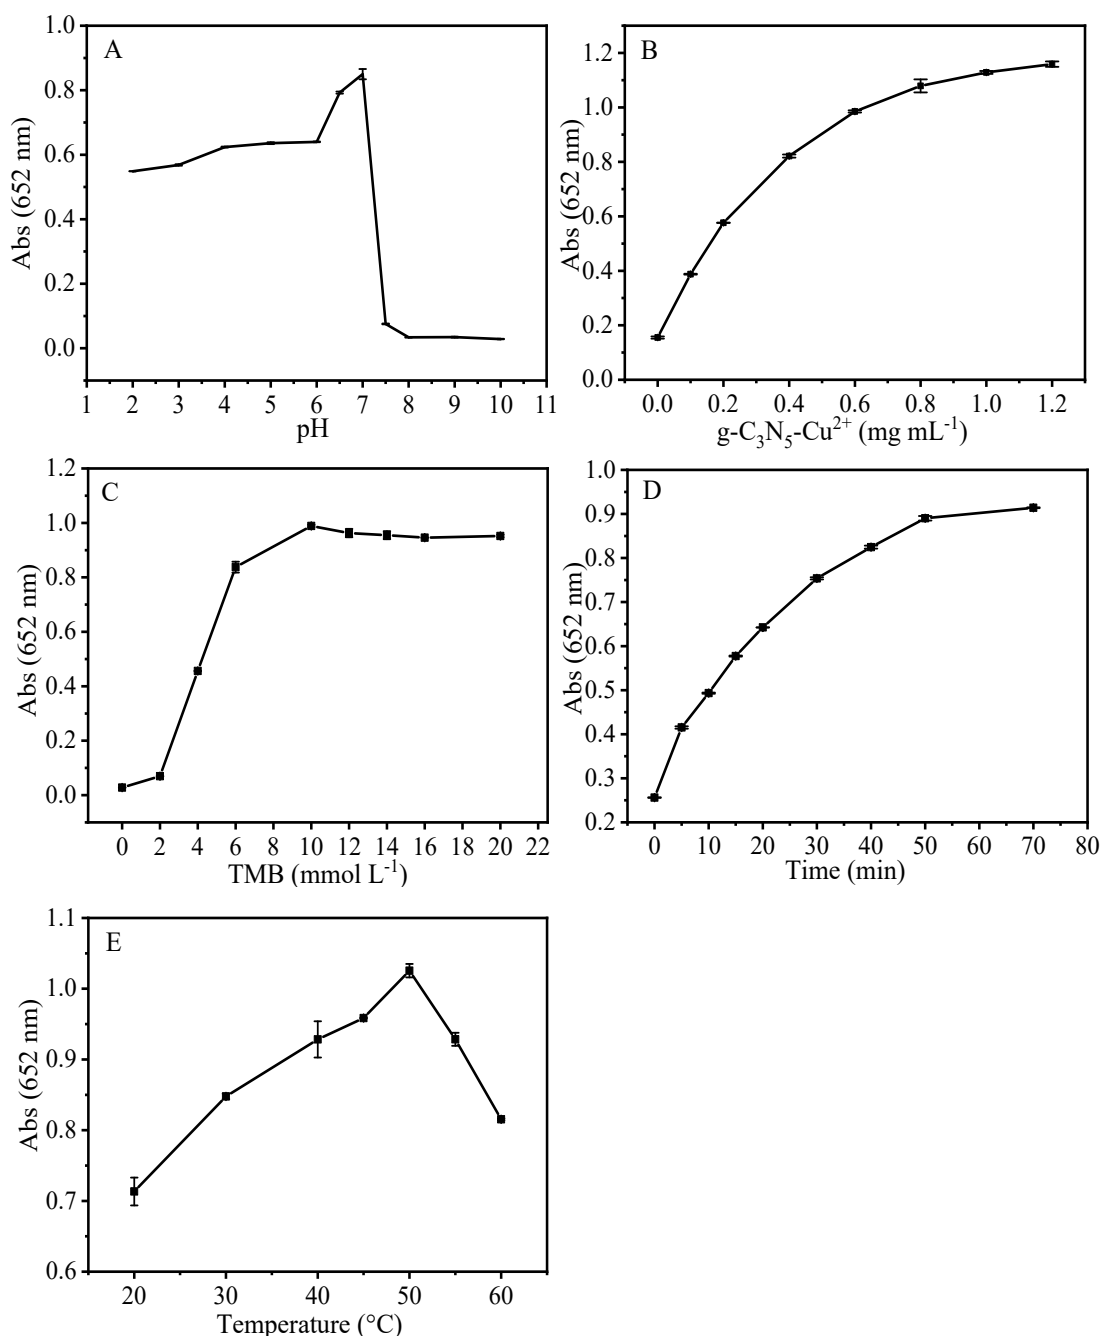 A
Abs (652 nm)
1.0
0.8
0.6
0.4
0.2
0.0
1 2 3 4 5 6 7 8 9 10 11
pH
B
Abs (652 nm)
1.2
1.0
0.8
0.6
0.4
0.2
0.0
0.0 0.2 0.4 0.6 0.8 1.0 1.2
g-C₃N₅-Cu²⁺ (mg mL⁻¹)
C
Abs (652 nm)
1.2
1.0
0.8
0.6
0.4
0.2
0.0
0 2 4 6 8 10 12 14 16 18 20 22
TMB (mmol L⁻¹)
D
Abs (652 nm)
1.0
0.9
0.8
0.7
0.6
0.5
0.4
0.3
0.2
0 10 20 30 40 50 60 70 80
Time (min)
E
Abs (652 nm)
1.1
1.0
0.9
0.8
0.7
0.6
20 30 40 50 60
Temperature (°C)